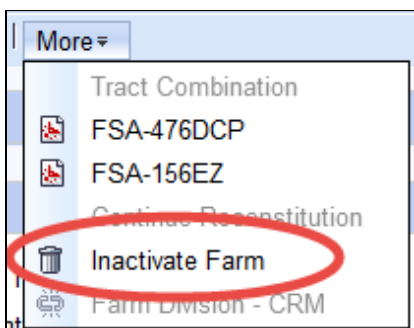 More
Tract Combination
FSA-476DCP
FSA-156EZ
Continue Reconstitution
Inactivate Farm
Farm Division - CRM